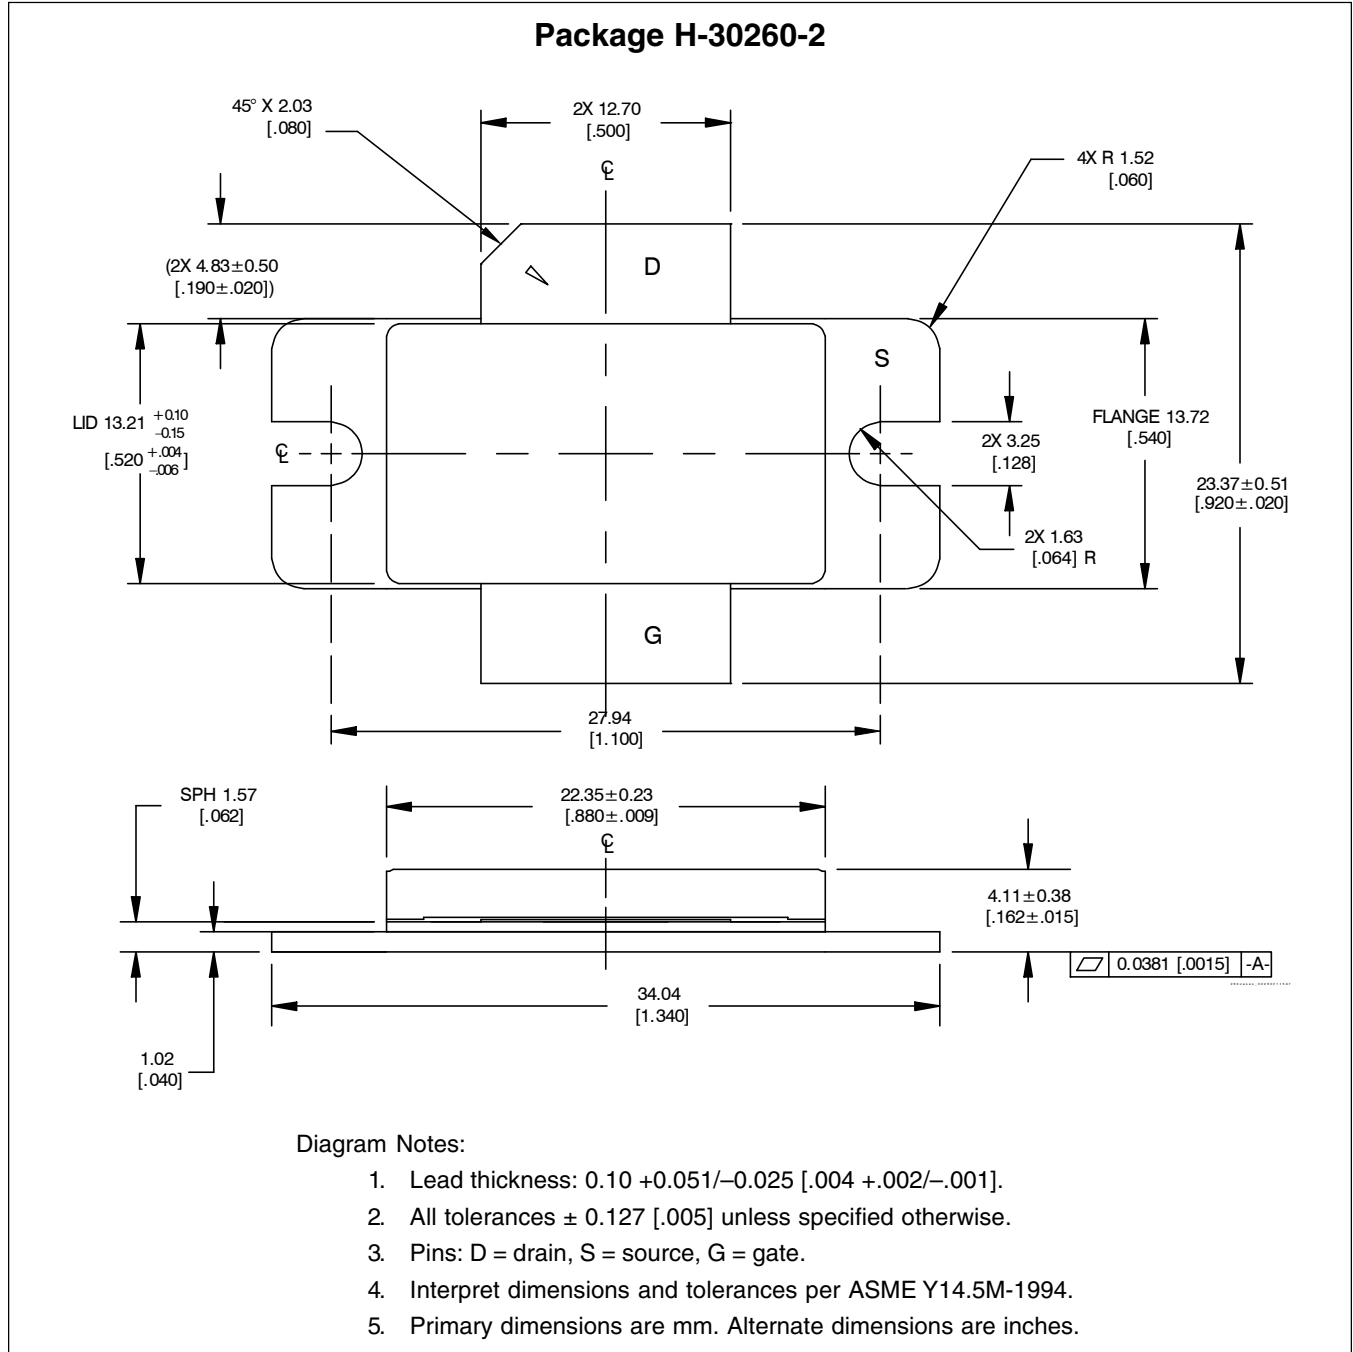 Package H-30260-2
45° X 2.03
[.080]
2X 12.70
[.500]
℄
4X R 1.52
[.060]
(2X 4.83±0.50
[.190±.020])
D
S
LID 13.21 +0.10
–0.15
[.520 +.004
–.006 ]
℄
2X 3.25
[.128]
FLANGE 13.72
[.540]
23.37±0.51
[.920±.020]
2X 1.63
[.064] R
G
27.94
[1.100]
SPH 1.57
[.062]
22.35±0.23
[.880±.009]
℄
4.11±0.38
[.162±.015]
0.0381 [.0015] -A-
34.04
[1.340]
1.02
[.040]
Diagram Notes:
1. Lead thickness: 0.10 +0.051/–0.025 [.004 +.002/–.001].
2. All tolerances ± 0.127 [.005] unless specified otherwise.
3. Pins: D = drain, S = source, G = gate.
4. Interpret dimensions and tolerances per ASME Y14.5M-1994.
5. Primary dimensions are mm. Alternate dimensions are inches.